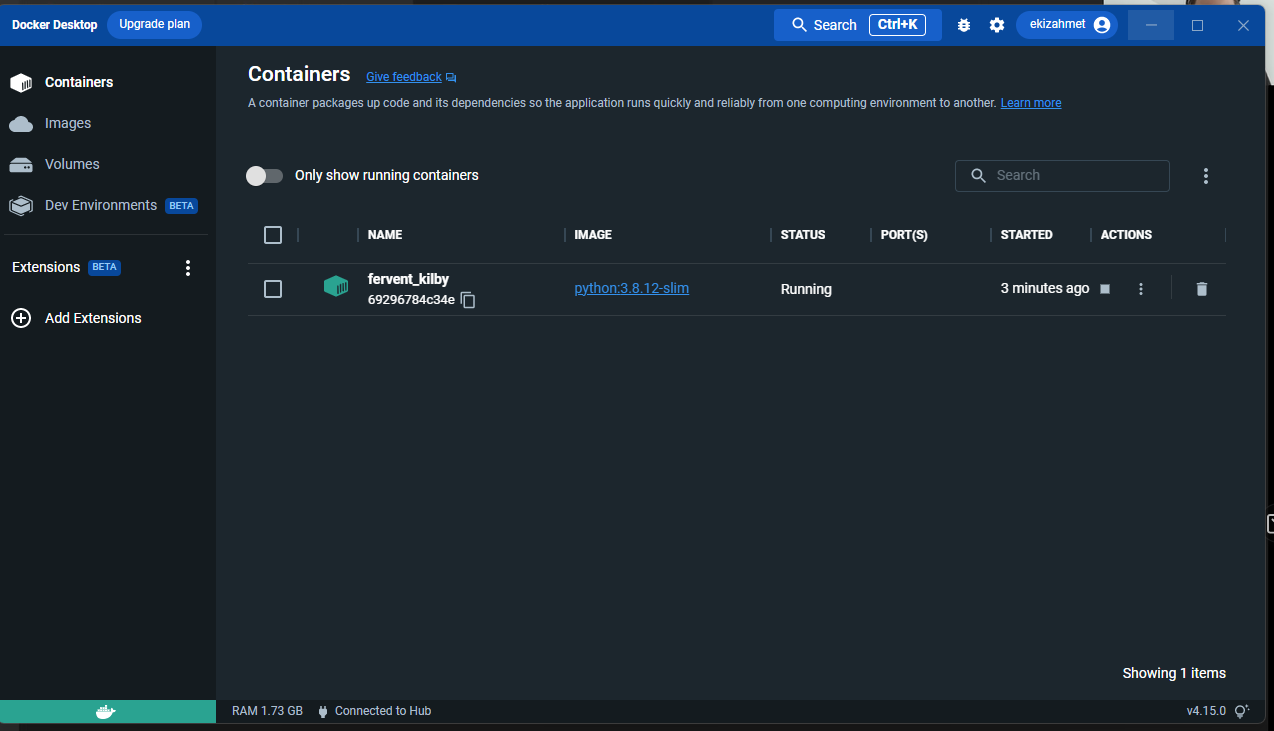 Docker Desktop Upgrade plan Search Ctrl+K ekizahmet
Containers
Images
Volumes
Dev Environments BETA
Extensions BETA
Add Extensions
Containers Give feedback
A container packages up code and its dependencies so the application runs quickly and reliably from one computing environment to another. Learn more
Only show running containers Search
NAME IMAGE STATUS PORT(S) STARTED ACTIONS
fervent_kilby
69296784c34e python:3.8.12-slim Running 3 minutes ago
Showing 1 items
RAM 1.73 GB Connected to Hub v4.15.0